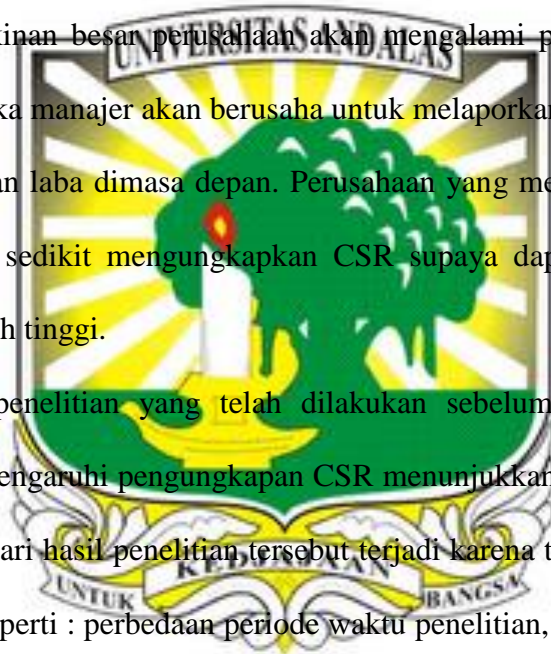 kinan besar perusahaan akan mengalami p
UNIVERSITAS ANDALAS
ka manajer akan berusaha untuk melaporkan
an laba dimasa depan. Perusahaan yang me
sedikit mengungkapkan CSR supaya dap
h tinggi.
penelitian yang telah dilakukan sebelum
engaruhi pengungkapan CSR menunjukkan
ari hasil penelitian tersebut terjadi karena t
KEDJAJAAN
UNTUK BANGSA
perti : perbedaan periode waktu penelitian,